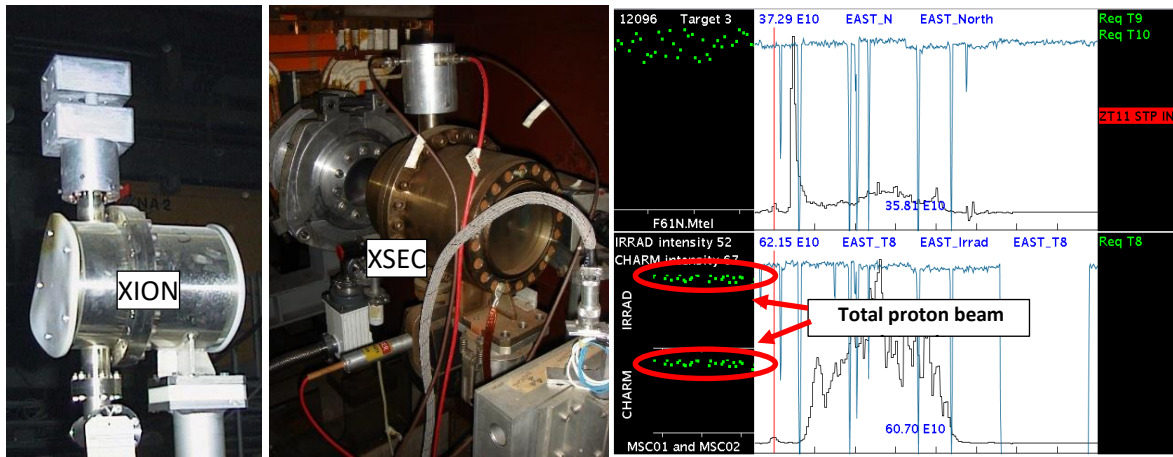 NA-2
XION
XSEC
12096 Target 3
37.29 E10 EAST_N EAST_North
Req T9
Req T10
ZT11 STP IN
35.81 E10
F61N.Mtel
IRRAD intensity 52
CHARM intensity 67
62.15 E10 EAST_T8 EAST_Irrad EAST_T8
Req T8
IRRAD
Total proton beam
CHARM
60.70 E10
MSC01 and MSC02